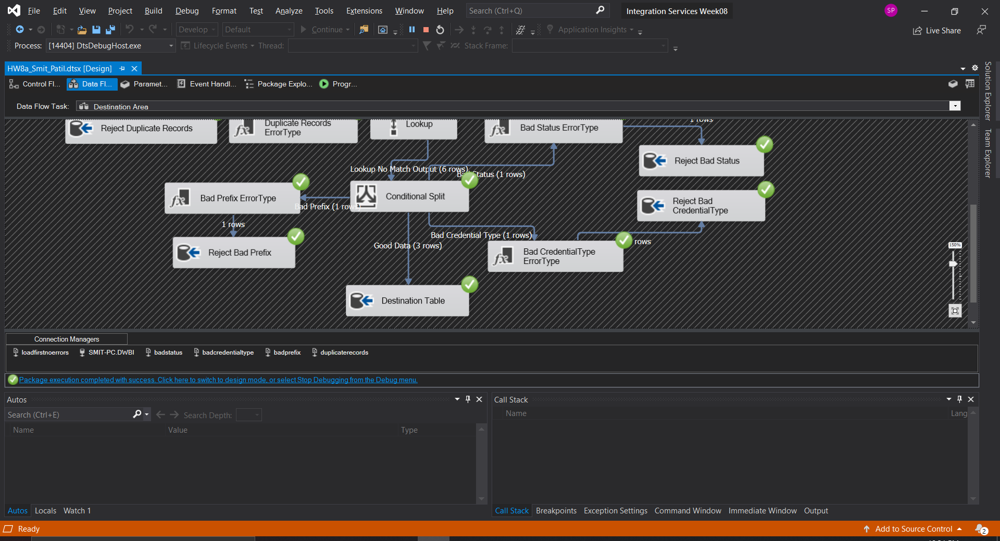 File Edit View Project Build Debug Format Test Analyze Tools Extensions Window Help Search (Ctrl+Q) Integration Services Week08 SP
Develop Default Continue Application Insights Live Share
Process: [14404] DtsDebugHost.exe Lifecycle Events Thread: Stack Frame:
HW8a_Smit_Patil.dtsx [Design]
Control Fl... Data Fl... Paramet... Event Handl... Package Explo... Progr...
Data Flow Task: Destination Area
Solution Explorer
Team Explorer
Reject Duplicate Records
Duplicate Records
ErrorType
Lookup
Bad Status ErrorType
1 rows
Reject Bad Status
Lookup No Match Output (6 rows)
Status (1 rows)
Bad Prefix ErrorType
Bad Prefix (1 rows)
Conditional Split
Reject Bad
CredentialType
1 rows
Bad Credential Type (1 rows)
Good Data (3 rows)
rows
Reject Bad Prefix
Bad CredentialType
ErrorType
Destination Table
150%
Connection Managers
loadfirstnoerrors SMIT-PC.DWBI badstatus badcredentialtype badprefix duplicaterecords
Package execution completed with success. Click here to switch to design mode, or select Stop Debugging from the Debug menu.
Autos
Search (Ctrl+E) Search Depth:
Name Value Type
Autos Locals Watch 1
Call Stack
Name Lang
Call Stack Breakpoints Exception Settings Command Window Immediate Window Output
Ready Add to Source Control 2